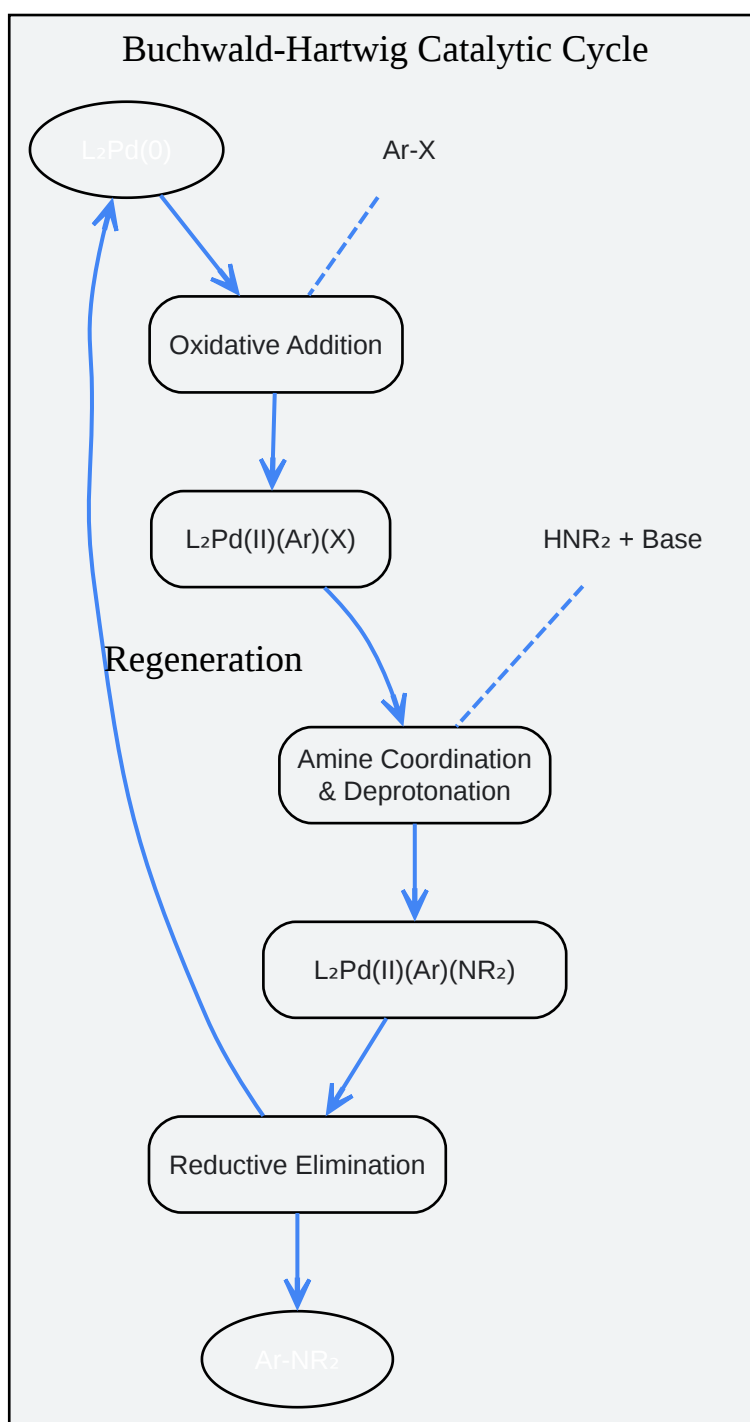 Buchwald-Hartwig Catalytic Cycle
L₂Pd(0)
Ar-X
Oxidative Addition
L₂Pd(II)(Ar)(X)
HNR₂ + Base
Regeneration
Amine Coordination
& Deprotonation
L₂Pd(II)(Ar)(NR₂)
Reductive Elimination
Ar-NR₂